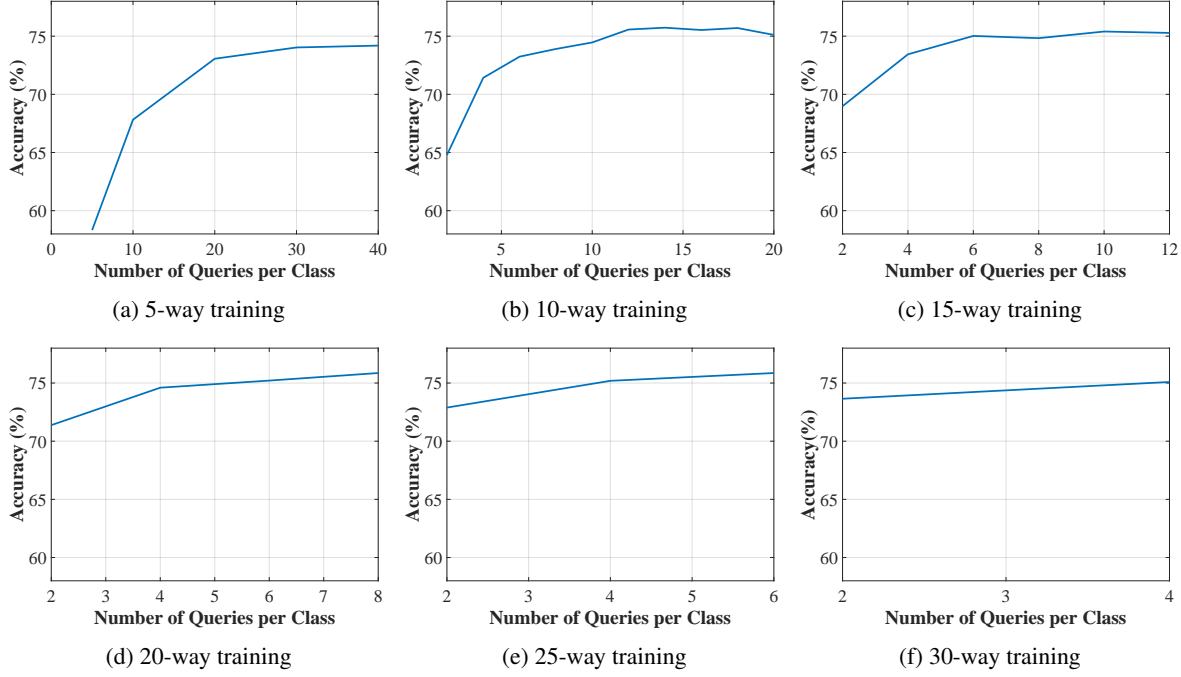 75
70
65
60
Accuracy (%)
0 10 20 30 40
Number of Queries per Class
(a) 5-way training
75
70
65
60
Accuracy (%)
5 10 15 20
Number of Queries per Class
(b) 10-way training
75
70
65
60
Accuracy (%)
2 4 6 8 10 12
Number of Queries per Class
(c) 15-way training
75
70
65
60
Accuracy (%)
2 3 4 5 6 7 8
Number of Queries per Class
(d) 20-way training
75
70
65
60
Accuracy (%)
2 3 4 5 6
Number of Queries per Class
(e) 25-way training
75
70
65
60
Accuracy(%)
2 3 4
Number of Queries per Class
(f) 30-way training